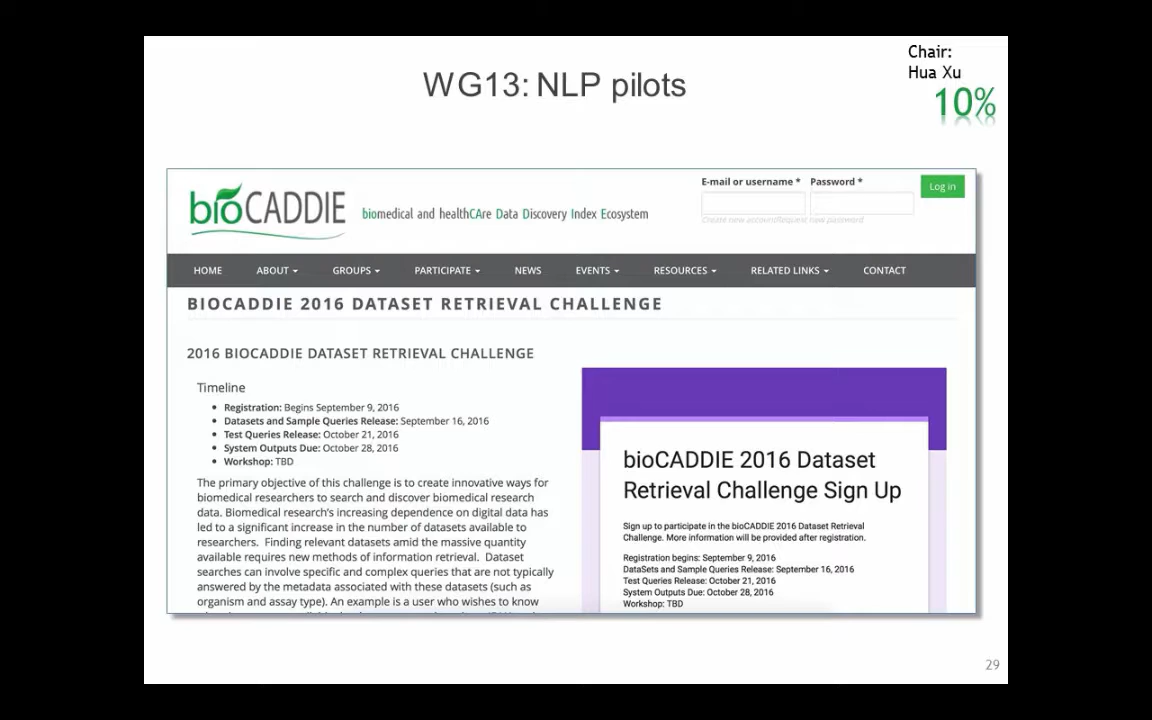 Chair:
Hua Xu
10%
WG13: NLP pilots
bioCADDIE
biomedical and healthCAre Data Discovery Index Ecosystem
E-mail or username * Password *
Log in
Create new account
HOME ABOUT GROUPS PARTICIPATE NEWS EVENTS RESOURCES RELATED LINKS CONTACT
BIOCADDIE 2016 DATASET RETRIEVAL CHALLENGE
2016 BIOCADDIE DATASET RETRIEVAL CHALLENGE
Timeline
Registration: Begins September 9, 2016
Datasets and Sample Queries Release: September 16, 2016
Test Queries Release: October 21, 2016
System Outputs Due: October 28, 2016
Workshop: TBD
The primary objective of this challenge is to create innovative ways for
biomedical researchers to search and discover biomedical research
data. Biomedical research's increasing dependence on digital data has
led to a significant increase in the number of datasets available to
researchers. Finding relevant datasets amid the massive quantity
available requires new methods of information retrieval. Dataset
searches can involve specific and complex queries that are not typically
answered by the metadata associated with these datasets (such as
organism and assay type). An example is a user who wishes to know
bioCADDIE 2016 Dataset
Retrieval Challenge Sign Up
Sign up to participate in the bioCADDIE 2016 Dataset Retrieval
Challenge. More information will be provided after registration.
Registration begins: September 9, 2016
DataSets and Sample Queries Release: September 16, 2016
Test Queries Release: October 21, 2016
System Outputs Due: October 28, 2016
Workshop: TBD
29